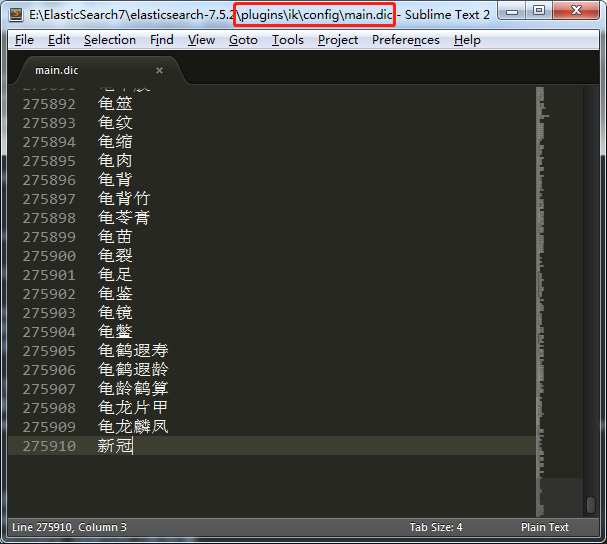 E:\ElasticSearch7\elasticsearch-7.5.2\plugins\ik\config\main.dic - Sublime Text 2
File Edit Selection Find View Goto Tools Project Preferences Help
main.dic ×
275892 龟筮
275893 龟纹
275894 龟缩
275895 龟肉
275896 龟背
275897 龟背竹
275898 龟苓膏
275899 龟苗
275900 龟裂
275901 龟足
275902 龟鉴
275903 龟镜
275904 龟鳖
275905 龟鹤遐寿
275906 龟鹤遐龄
275907 龟龄鹤算
275908 龟龙片甲
275909 龟龙麟凤
275910 新冠
Line 275910, Column 3 Tab Size: 4 Plain Text